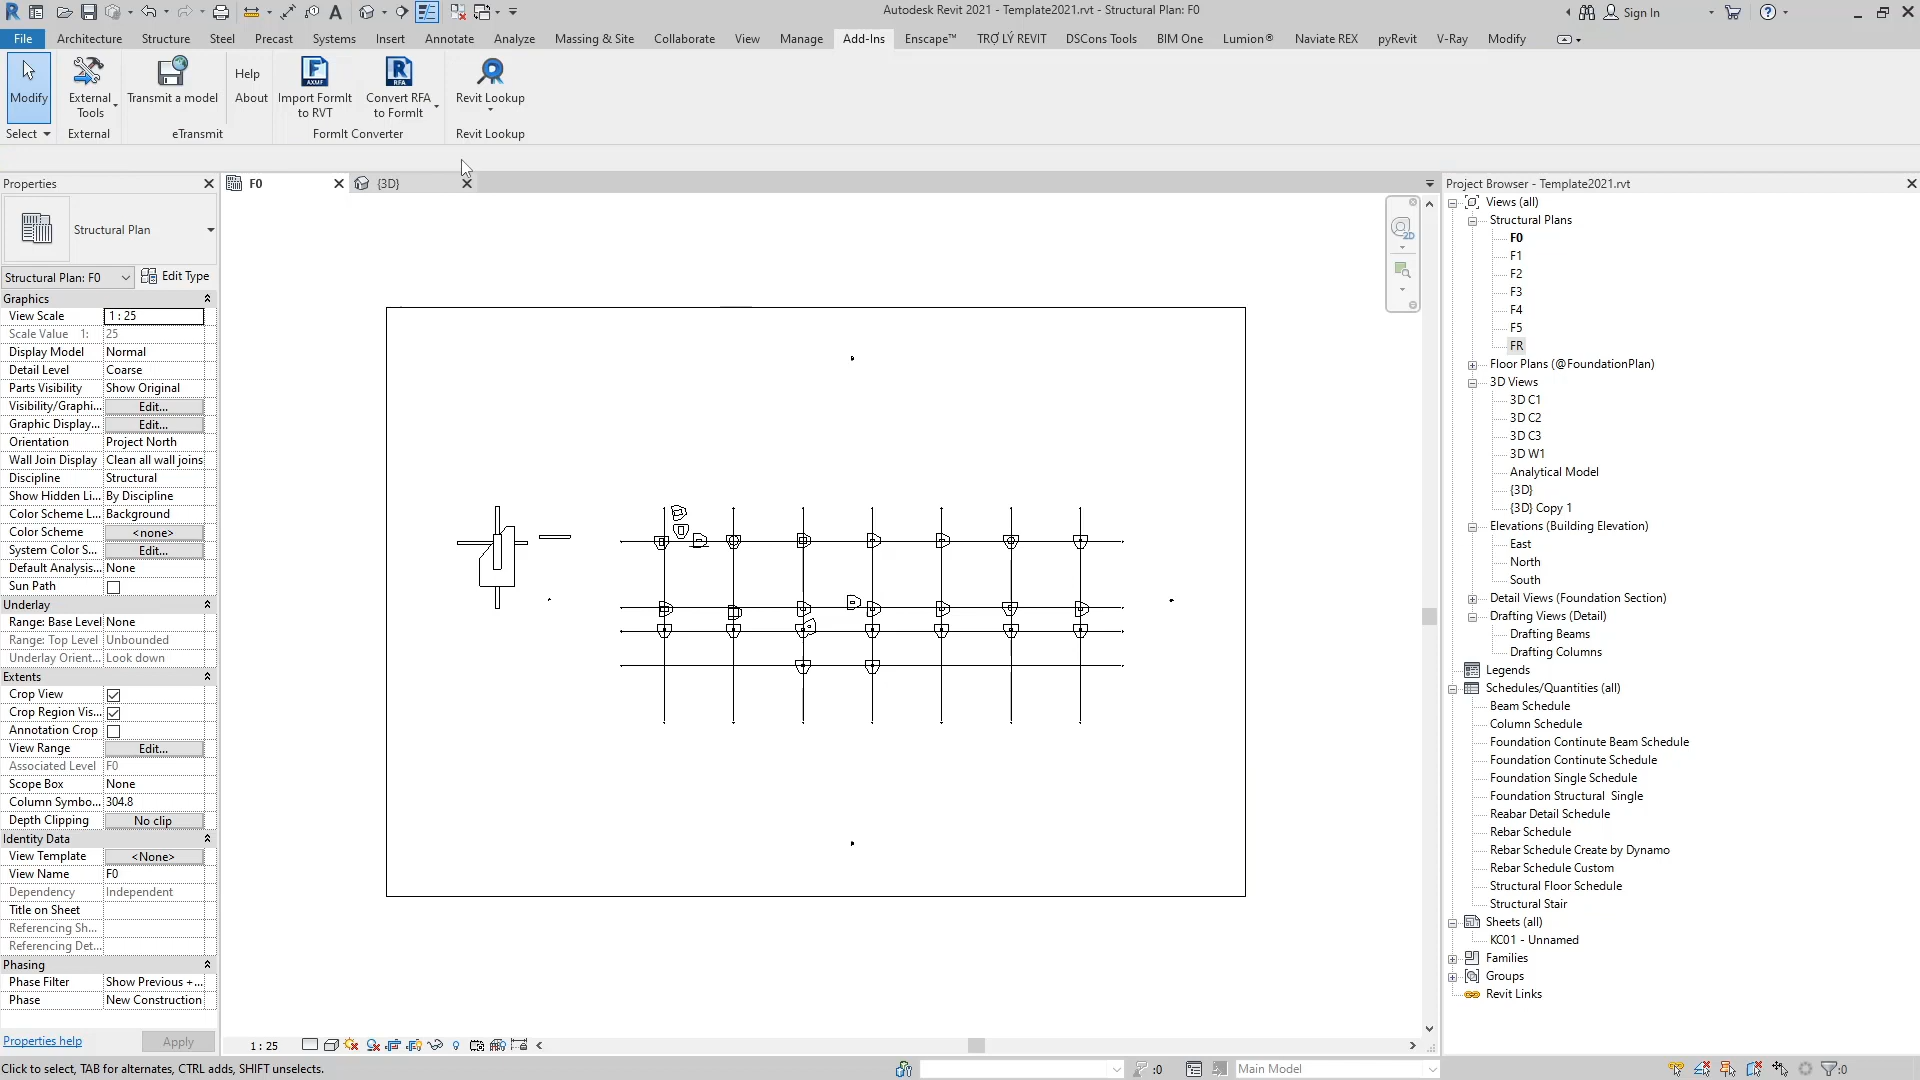 Autodesk Revit 2021 - Template2021.rvt - Structural Plan: F0
Sign In
File Architecture Structure Steel Precast Systems Insert Annotate Analyze Massing & Site Collaborate View Manage Add-Ins Enscape™ TRỢ LÝ REVIT DSCons Tools BIM One Lumion® Naviate REX pyRevit V-Ray Modify
Modify
External Tools
Transmit a model
Help
About
Import FormIt to RVT
Convert RFA to FormIt
Revit Lookup
Select
External
eTransmit
FormIt Converter
Revit Lookup
Properties
F0
{3D}
Structural Plan
Structural Plan: F0
Edit Type
Graphics
View Scale 1 : 25
Scale Value 1: 25
Display Model Normal
Detail Level Coarse
Parts Visibility Show Original
Visibility/Graphi... Edit...
Graphic Display... Edit...
Orientation Project North
Wall Join Display Clean all wall joins
Discipline Structural
Show Hidden Li... By Discipline
Color Scheme L... Background
Color Scheme <none>
System Color S... Edit...
Default Analysis... None
Sun Path
Underlay
Range: Base Level None
Range: Top Level Unbounded
Underlay Orient... Look down
Extents
Crop View
Crop Region Vis...
Annotation Crop
View Range Edit...
Associated Level F0
Scope Box None
Column Symbo... 304.8
Depth Clipping No clip
Identity Data
View Template <None>
View Name F0
Dependency Independent
Title on Sheet
Referencing Sh...
Referencing Det...
Phasing
Phase Filter Show Previous +...
Phase New Construction
Properties help
Apply
2D
1 : 25
Project Browser - Template2021.rvt
Views (all)
Structural Plans
F0
F1
F2
F3
F4
F5
FR
Floor Plans (@FoundationPlan)
3D Views
3D C1
3D C2
3D C3
3D W1
Analytical Model
{3D}
{3D} Copy 1
Elevations (Building Elevation)
East
North
South
Detail Views (Foundation Section)
Drafting Views (Detail)
Drafting Beams
Drafting Columns
Legends
Schedules/Quantities (all)
Beam Schedule
Column Schedule
Foundation Continute Beam Schedule
Foundation Continute Schedule
Foundation Single Schedule
Foundation Structural Single
Reabar Detail Schedule
Rebar Schedule
Rebar Schedule Create by Dynamo
Rebar Schedule Custom
Structural Floor Schedule
Structural Stair
Sheets (all)
KC01 - Unnamed
Families
Groups
Revit Links
Click to select, TAB for alternates, CTRL adds, SHIFT unselects.
:0
Main Model
:0